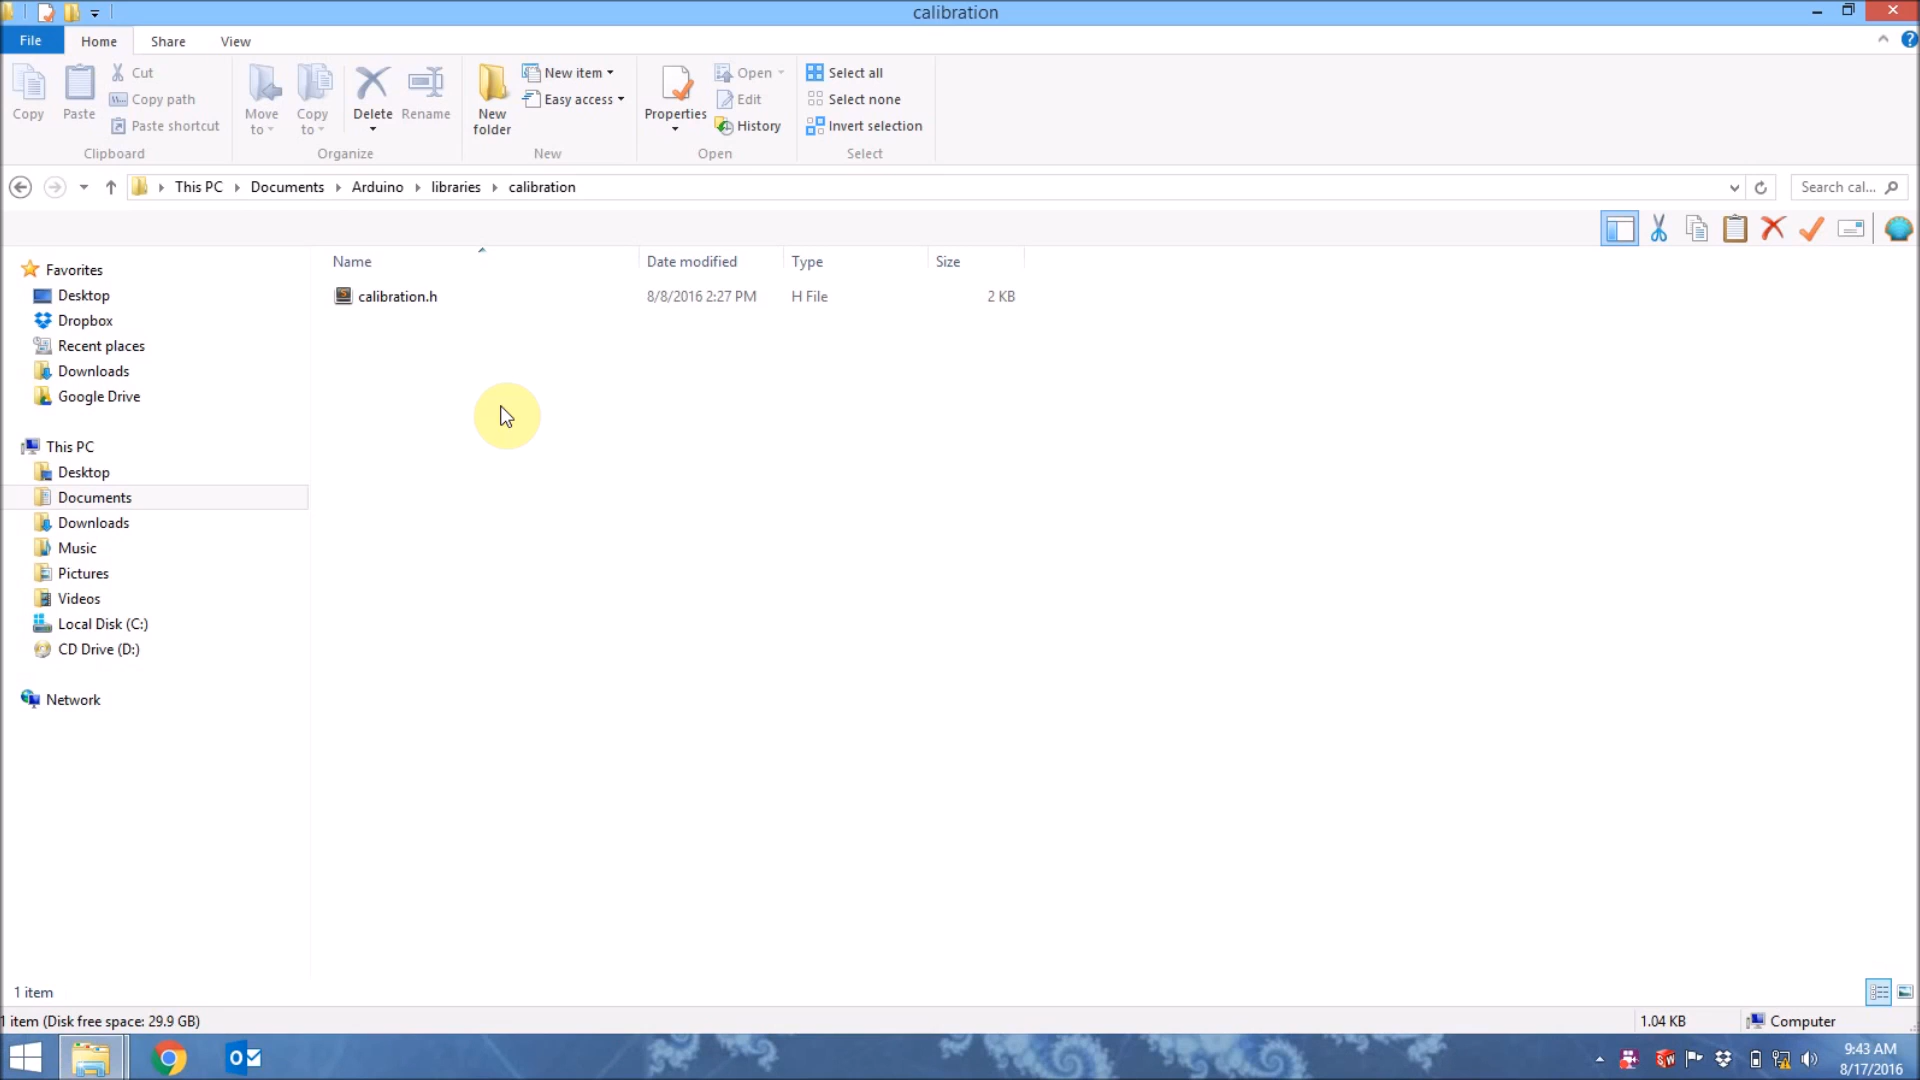 calibration
File Home Share View
Copy
Paste
Cut
Copy path
Paste shortcut
Clipboard
Move to
Copy to
Delete
Rename
Organize
New folder
New item
Easy access
New
Properties
Open
Edit
History
Open
Select all
Select none
Invert selection
Select
This PC Documents Arduino libraries calibration
Search cal...
Name Date modified Type Size
calibration.h 8/8/2016 2:27 PM H File 2 KB
Favorites
Desktop
Dropbox
Recent places
Downloads
Google Drive
This PC
Desktop
Documents
Downloads
Music
Pictures
Videos
Local Disk (C:)
CD Drive (D:)
Network
1 item
1 item (Disk free space: 29.9 GB) 1.04 KB Computer
9:43 AM
8/17/2016